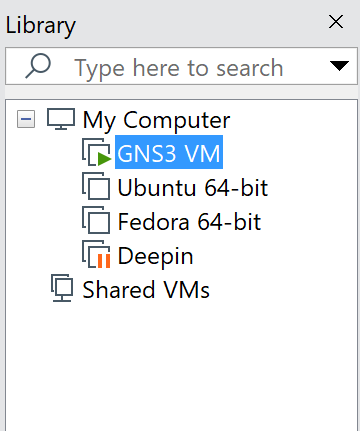 Library
Type here to search
My Computer
GNS3 VM
Ubuntu 64-bit
Fedora 64-bit
Deepin
Shared VMs